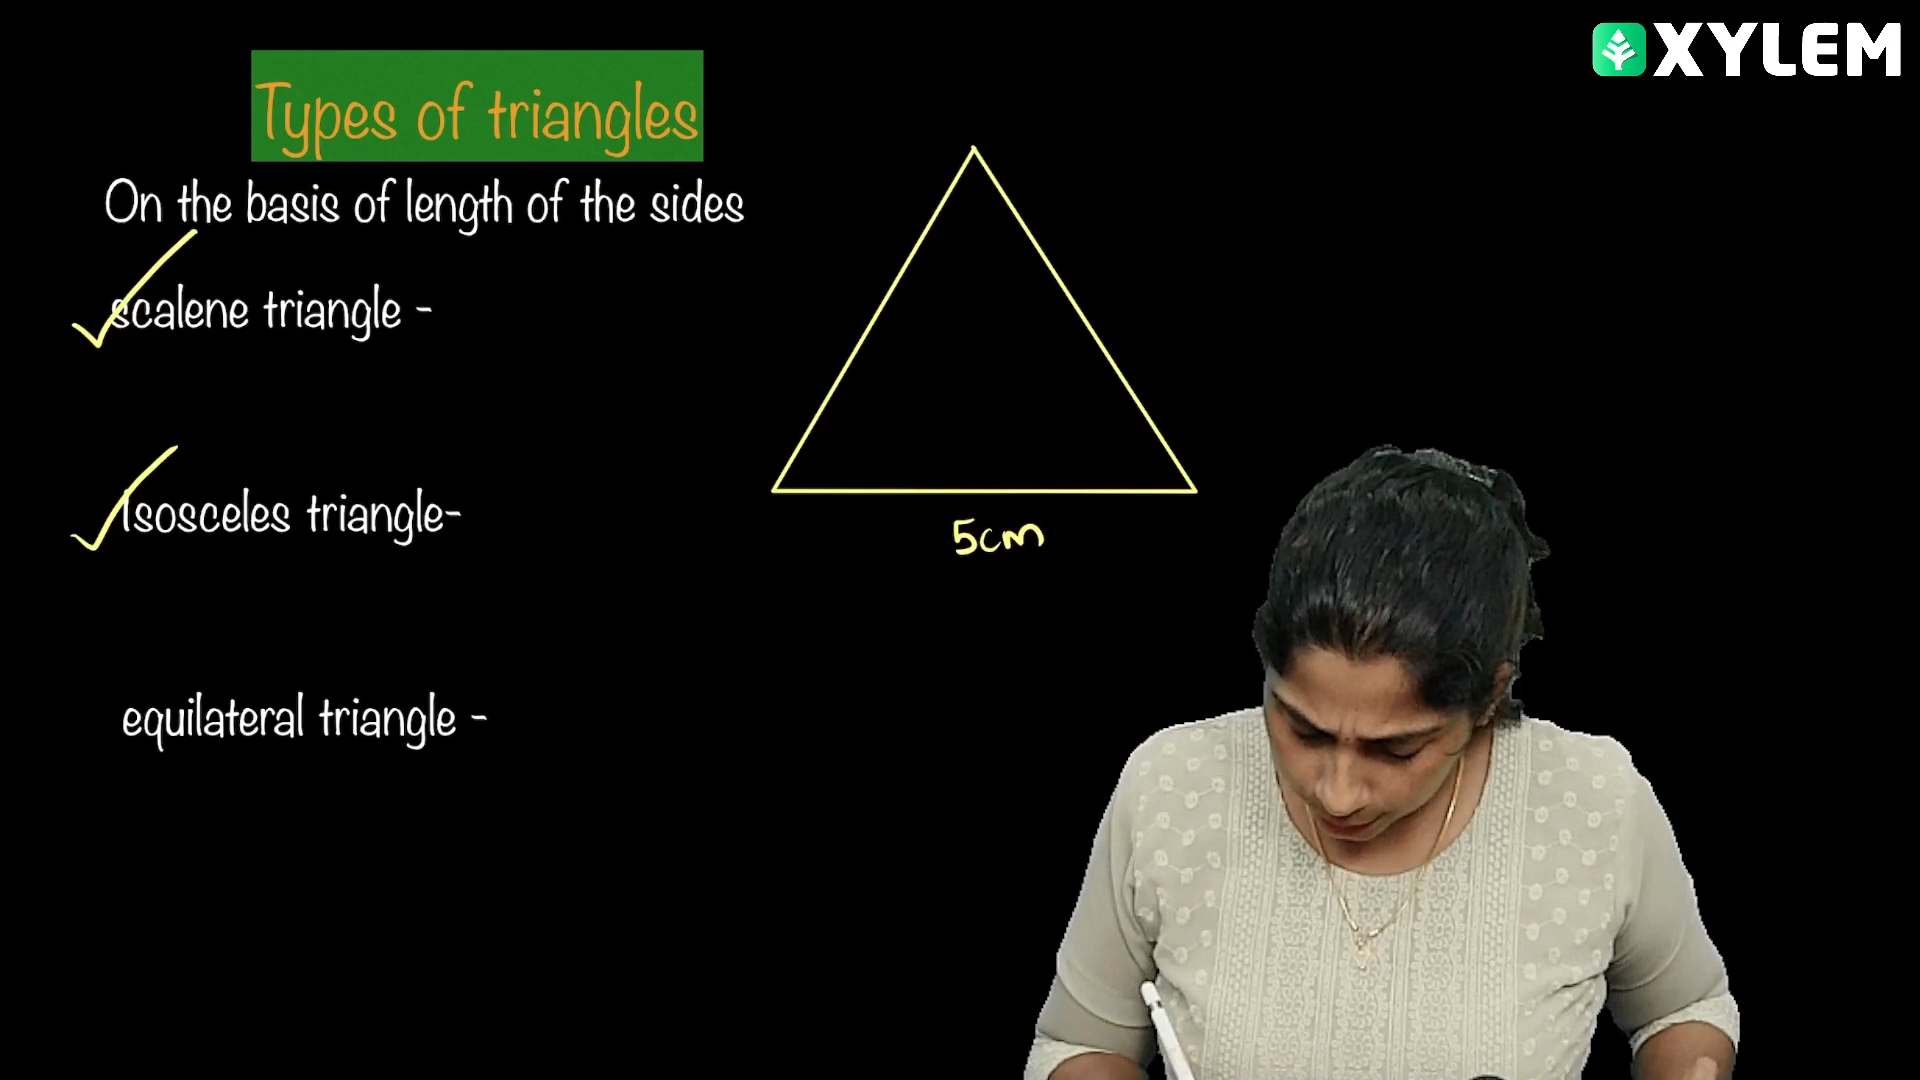 XYLEM
Types of triangles
On the basis of length of the sides
scalene triangle -
Isosceles triangle-
5cm
equilateral triangle -